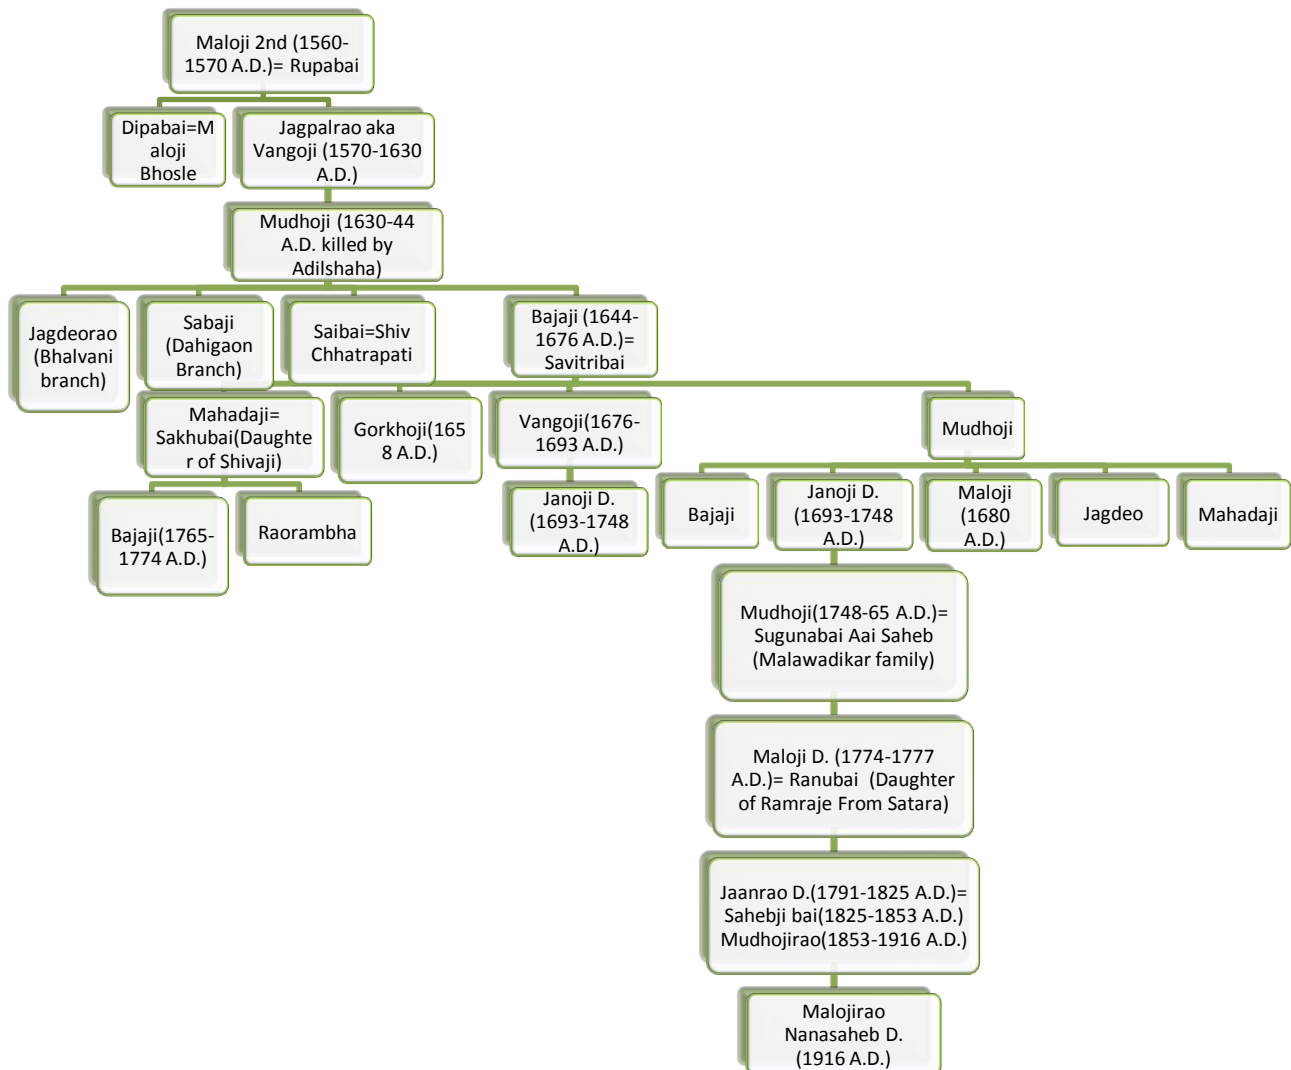 Maloji 2nd (1560-
1570 A.D.)= Rupabai
Dipabai=M
aloji
Bhosle
Jagpalrao aka
Vangoji (1570-1630
A.D.)
Mudhoji (1630-44
A.D. killed by
Adilshaha)
Jagdeorao
(Bhalvani
branch)
Sabaji
(Dahigaon
Branch)
Saibai=Shiv
Chhatrapati
Bajaji (1644-
1676 A.D.)=
Savitribai
Mahadaji=
Sakhubai(Daughte
r of Shivaji)
Gorkhoji(165
8 A.D.)
Vangoji(1676-
1693 A.D.)
Mudhoji
Bajaji(1765-
1774 A.D.)
Raorambha
Janoji D.
(1693-1748
A.D.)
Bajaji
Janoji D.
(1693-1748
A.D.)
Maloji
(1680
A.D.)
Jagdeo
Mahadaji
Mudhoji(1748-65 A.D.)=
Sugunabai Aai Saheb
(Malawadikar family)
Maloji D. (1774-1777
A.D.)= Ranubai (Daughter
of Ramraje From Satara)
Jaanrao D.(1791-1825 A.D.)=
Sahebji bai(1825-1853 A.D.)
Mudhojirao(1853-1916 A.D.)
Malojirao
Nanasaheb D.
(1916 A.D.)